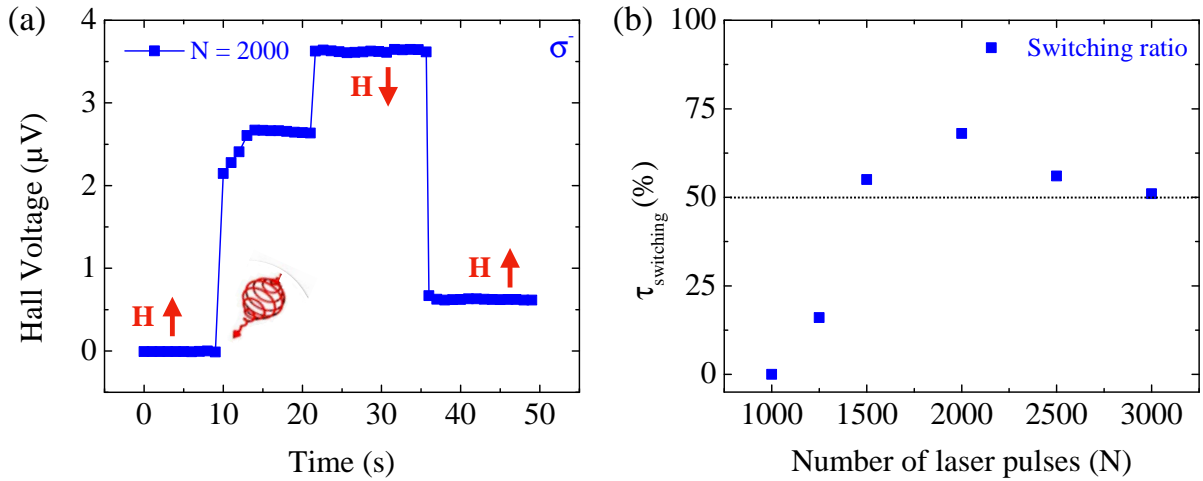 (a)
N = 2000
σ-
H
H
H
4
3
2
1
0
Hall Voltage (µV)
0 10 20 30 40 50
Time (s)
(b)
Switching ratio
100
75
50
25
0
τswitching (%)
1000 1500 2000 2500 3000
Number of laser pulses (N)